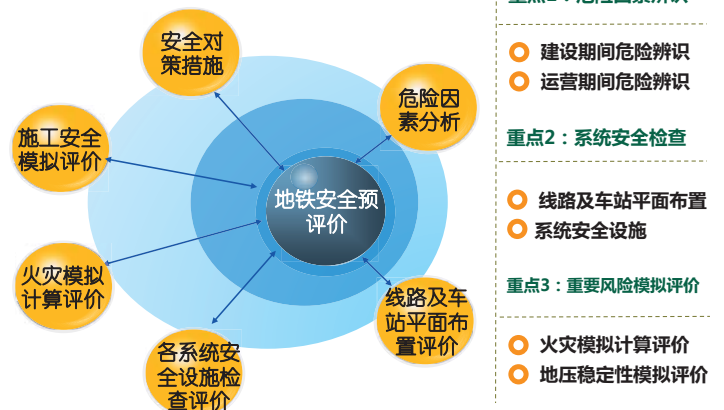 安全对
策措施
危险因
素分析
施工安全
模拟评价
地铁安全预
评价
火灾模拟
计算评价
线路及车
站平面布
置评价
各系统安
全设施检
查评价
建设期间危险辨识
运营期间危险辨识
重点2：系统安全检查
线路及车站平面布置
系统安全设施
重点3：重要风险模拟评价
火灾模拟计算评价
地压稳定性模拟评价